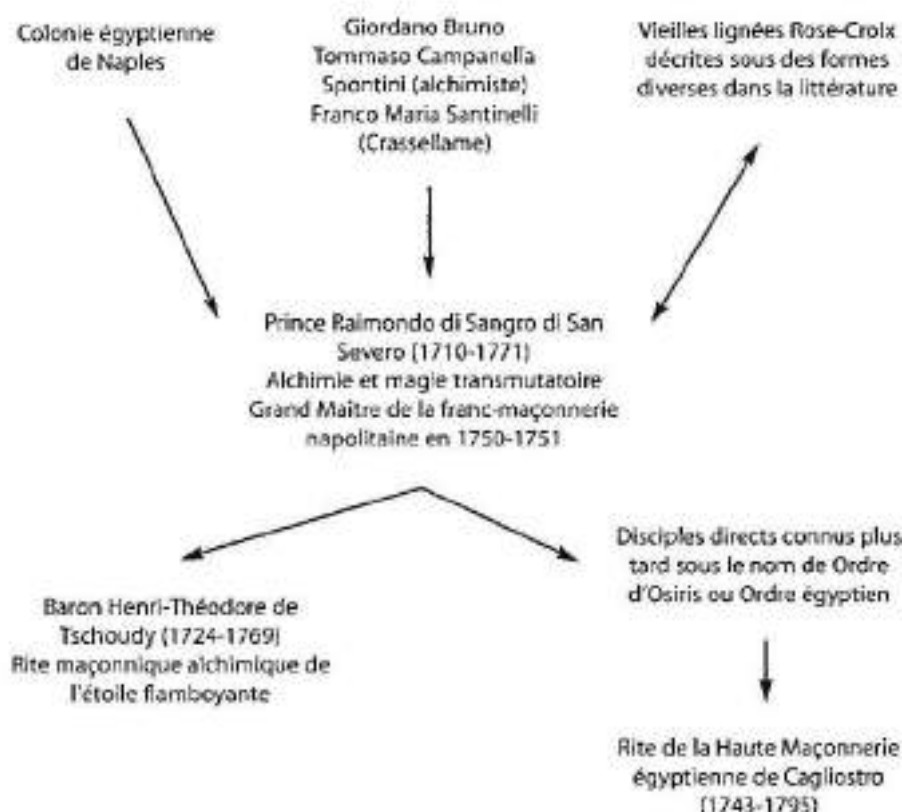 Colonie égyptienne
de Naples
Giordano Bruno
Tommaso Campanella
Spontini (alchimiste)
Franco Maria Santinelli
(Crassellame)
Vieilles lignées Rose-Croix
décrites sous des formes
diverses dans la littérature
Prince Raimondo di Sangro di San
Severo (1710-1771)
Alchimie et magie transmutatoire
Grand Maître de la franc-maçonnerie
napolitaine en 1750-1751
Baron Henri-Théodore de
Tschoudy (1724-1769)
Rite maçonnique alchimique de
l'étoile flamboyante
Disciples directs connus plus
tard sous le nom de Ordre
d'Osiris ou Ordre égyptien
Rite de la Haute Maçonnerie
égyptienne de Cagliostro
(1743-1795)